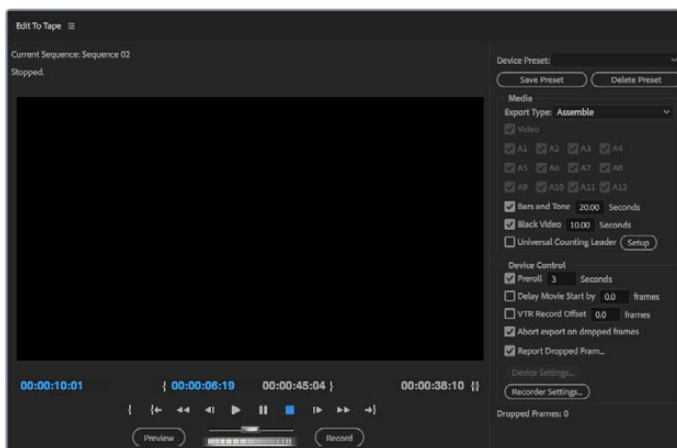 Edit To Tape
Current Sequence: Sequence 02
Stopped.
00:00:10:01
{ 00:00:06:19
00:00:45:04 }
00:00:38:10 {}
Preview
Record
Device Preset:
Save Preset
Delete Preset
Media
Export Type: Assemble
Video
A1 A2 A3 A4
A5 A6 A7 A8
A9 A10 A11 A12
Bars and Tone 20.00 Seconds
Black Video 10.00 Seconds
Universal Counting Leader Setup
Device Control
Preroll 3 Seconds
Delay Movie Start by 0.0 frames
VTR Record Offset 0.0 frames
Abort export on dropped frames
Report Dropped Fram...
Device Settings...
Recorder Settings...
Dropped Frames: 0